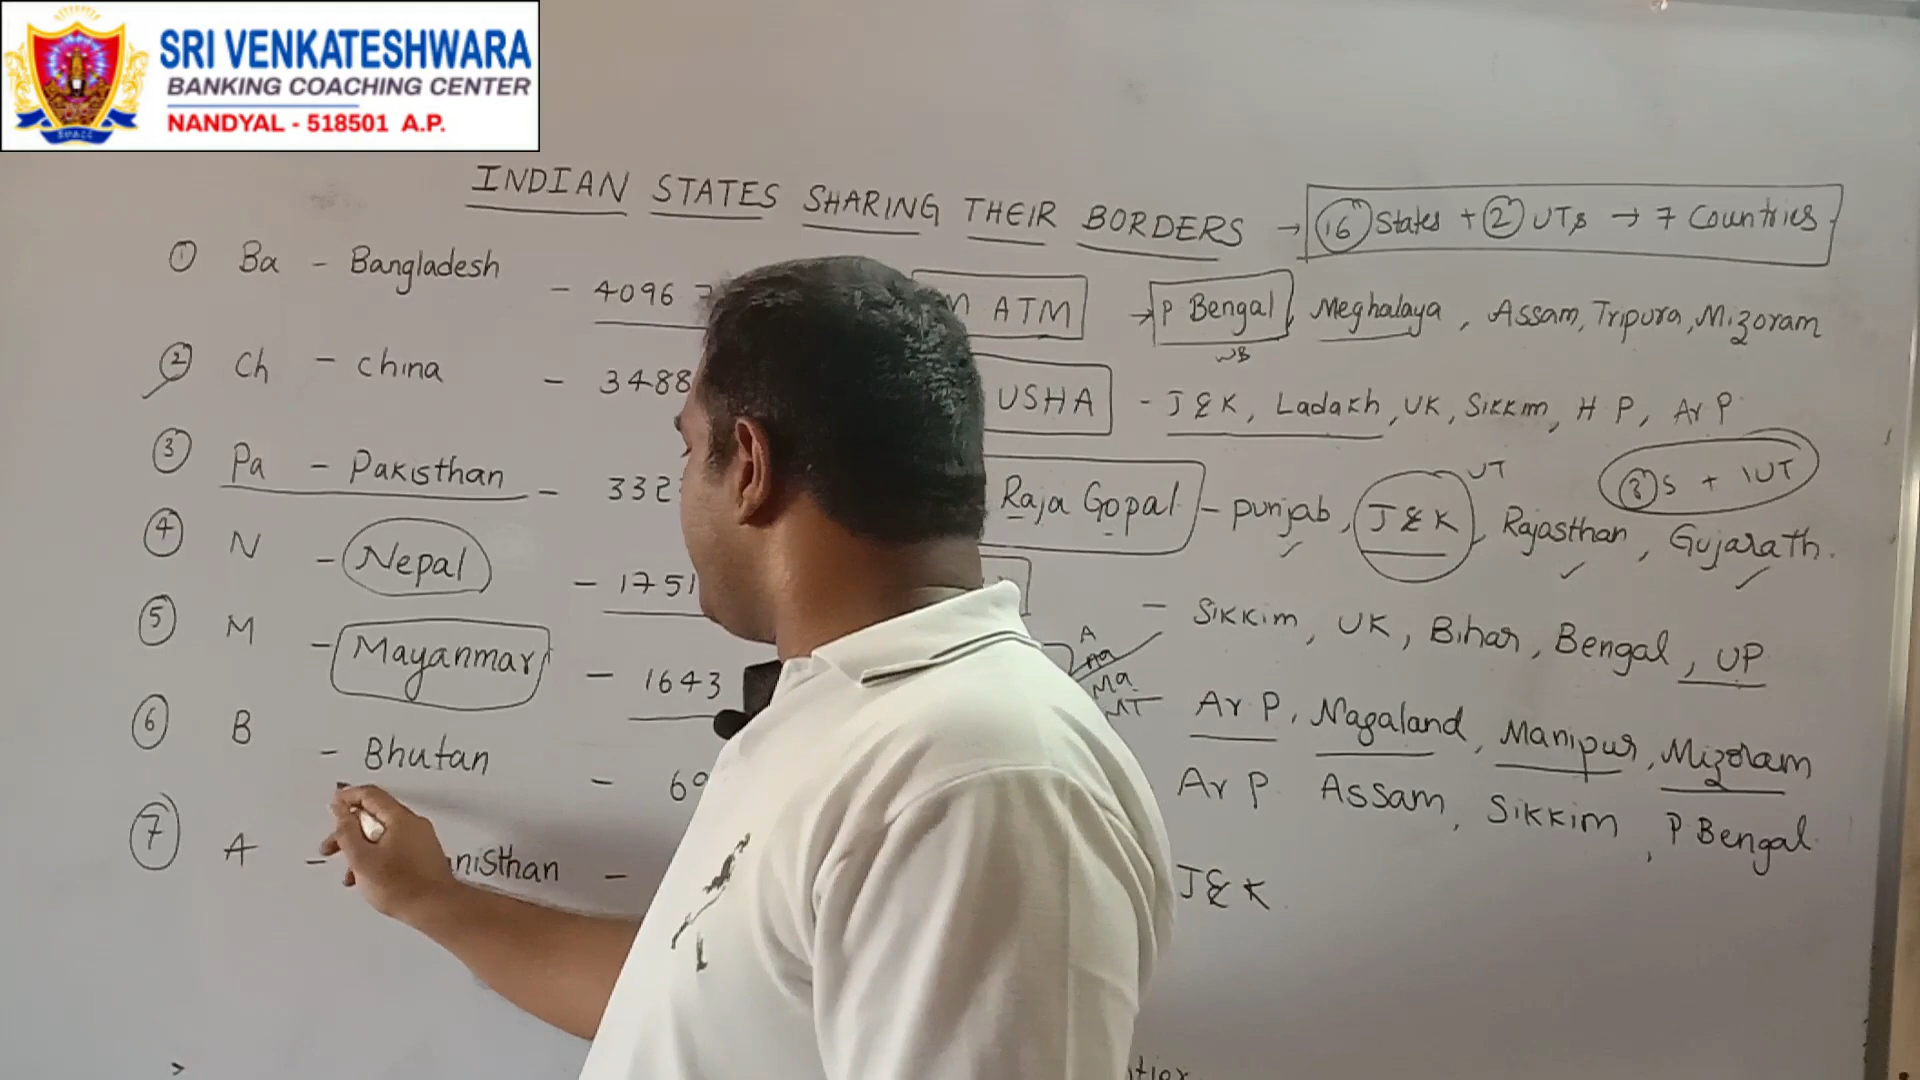 SRI VENKATESHWARA
BANKING COACHING CENTER
NANDYAL - 518501 A.P.
INDIAN STATES SHARING THEIR BORDERS → 16 States + 2 UTs → 7 Countries
1 Ba - Bangladesh - 4096 ATM → P Bengal, Meghalaya, Assam, Tripura, Mizoram
WB
2 Ch - China - 3488 USHA - J&K, Ladakh, UK, Sikkim, H P, Ar P
3 Pa - Pakisthan - 332 Raja Gopal - punjab, J&K, Rajasthan, Gujarath.
UT 3 S + 1UT
4 N - Nepal - 1751 - Sikkim, UK, Bihar, Bengal, UP
5 M - Mayanmar - 1643 Ar P, Nagaland, Manipur, Mizoram
6 B - Bhutan - 69 Ar P Assam, Sikkim, P Bengal
7 A - nisthan - J&K